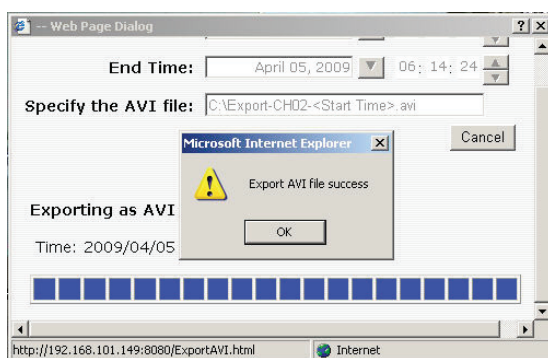 -- Web Page Dialog
End Time: April 05, 2009 06: 14: 24
Specify the AVI file: C:\Export-CH02-<Start Time>.avi
Cancel
Microsoft Internet Explorer
Export AVI file success
OK
Exporting as AVI
Time: 2009/04/05
http://192.168.101.149:8080/ExportAVI.html Internet